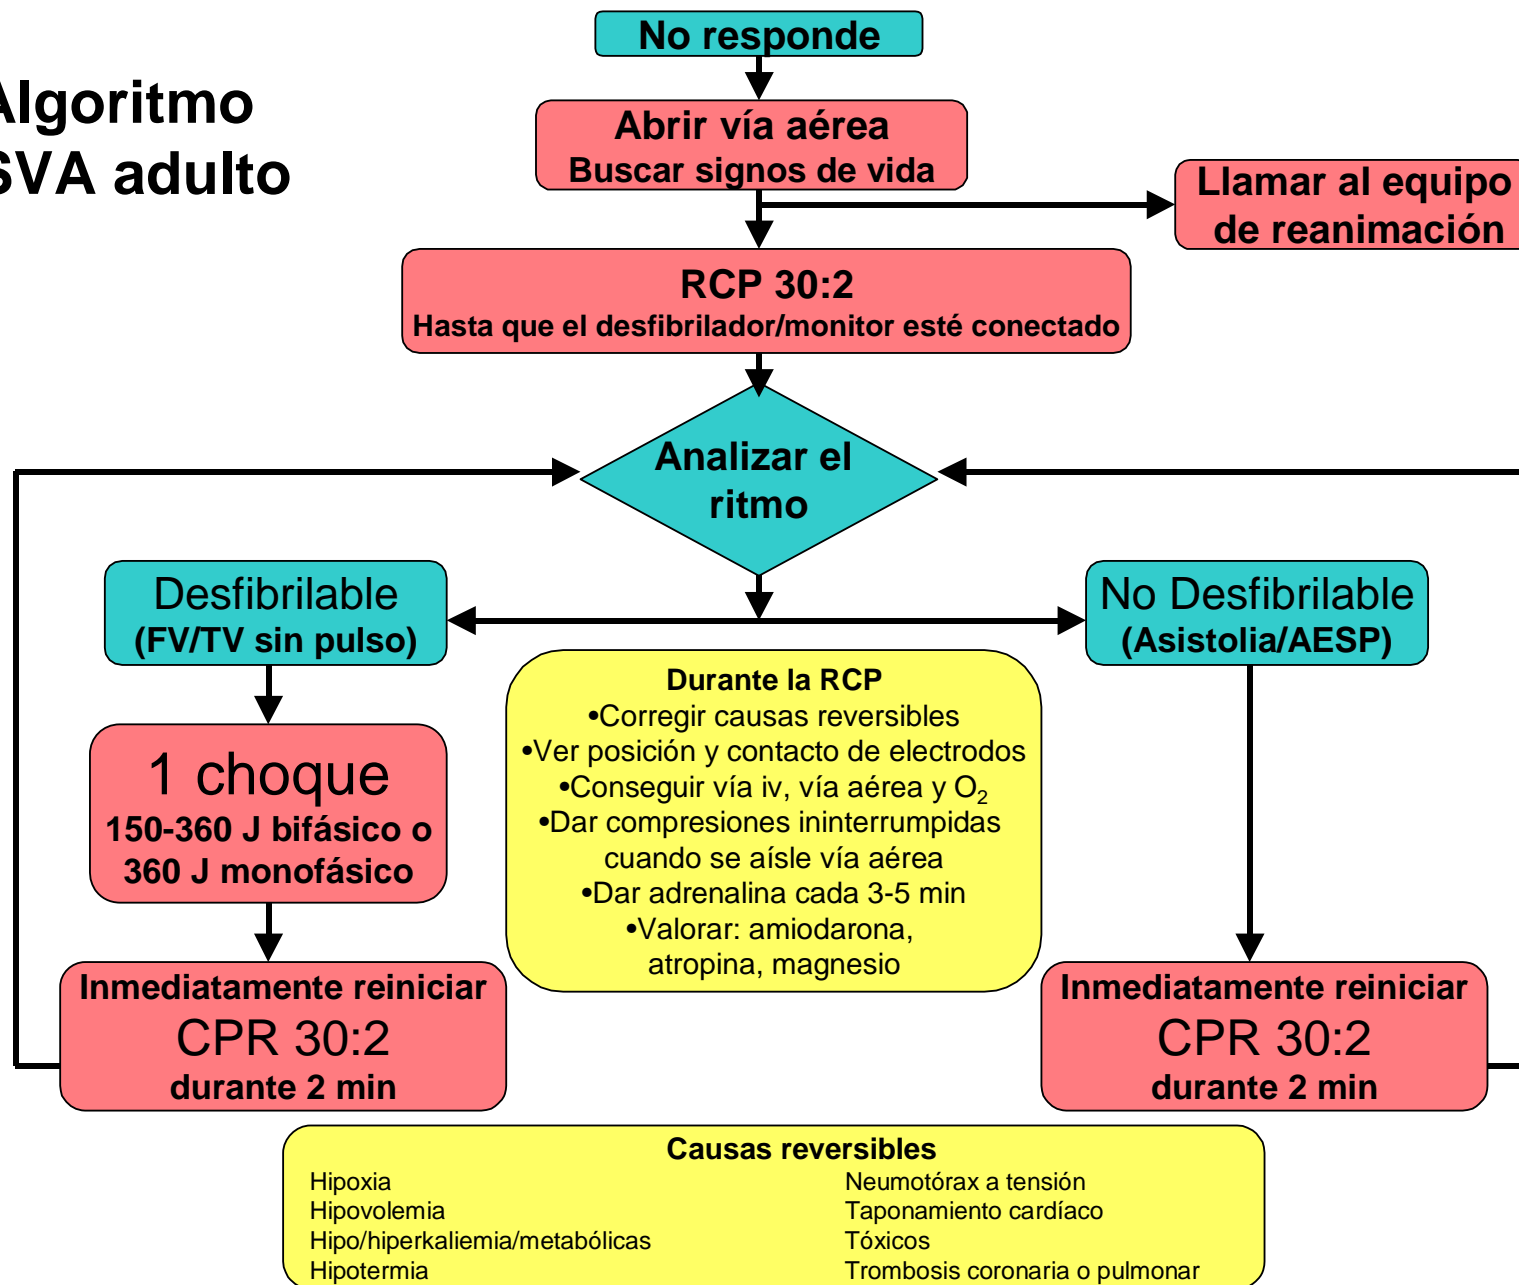 No responde
Algoritmo
SVA adulto
Abrir vía aérea
Buscar signos de vida
Llamar al equipo
de reanimación
RCP 30:2
Hasta que el desfibrilador/monitor esté conectado
Analizar el
ritmo
Desfibrilable
(FV/TV sin pulso)
No Desfibrilable
(Asistolia/AESP)
1 choque
150-360 J bifásico o
360 J monofásico
Durante la RCP
•Corregir causas reversibles
•Ver posición y contacto de electrodos
•Conseguir vía iv, vía aérea y O₂
•Dar compresiones ininterrumpidas
cuando se aísle vía aérea
•Dar adrenalina cada 3-5 min
•Valorar: amiodarona,
atropina, magnesio
Inmediatamente reiniciar
CPR 30:2
durante 2 min
Inmediatamente reiniciar
CPR 30:2
durante 2 min
Causas reversibles
Hipoxia
Hipovolemia
Hipo/hiperkaliemia/metabólicas
Hipotermia
Neumotórax a tensión
Taponamiento cardíaco
Tóxicos
Trombosis coronaria o pulmonar